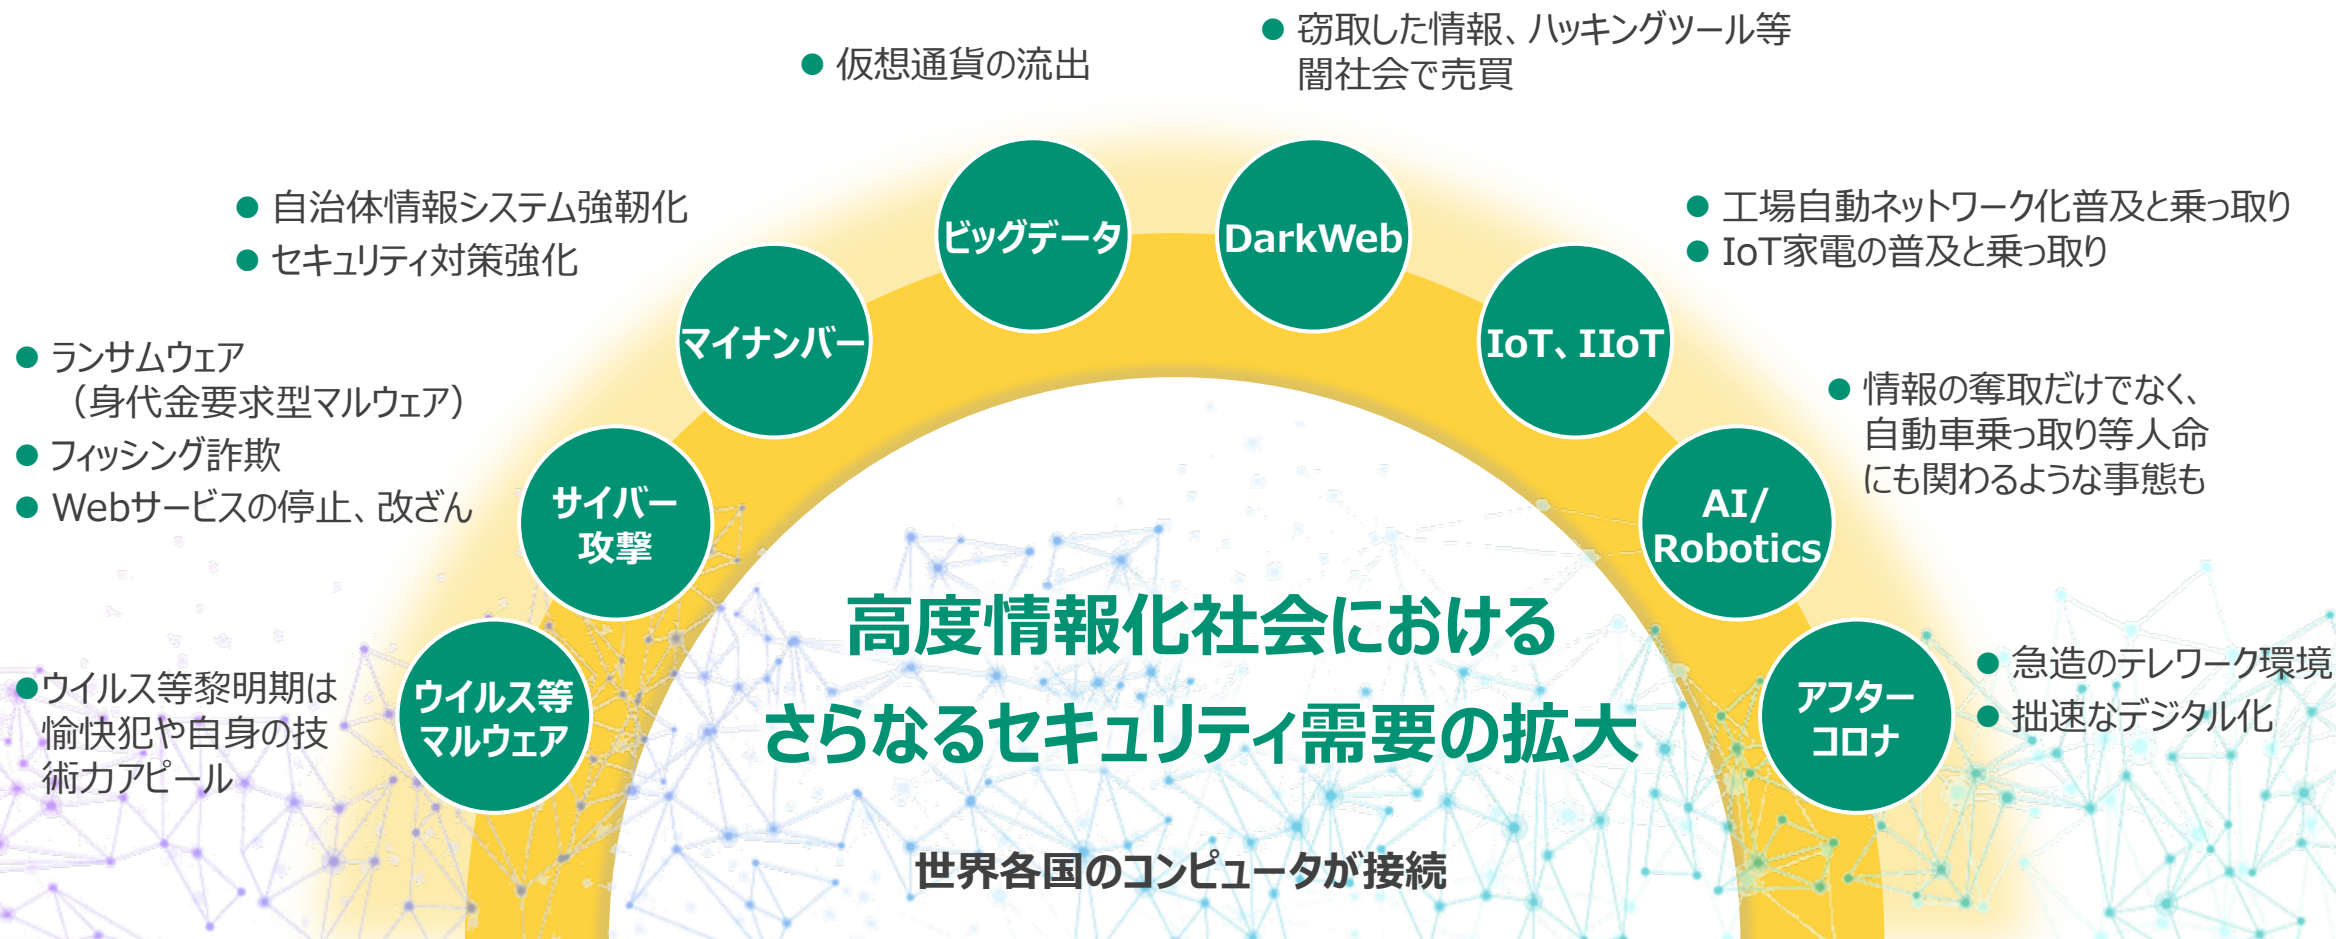 仮想通貨の流出
窃取した情報、ハッキングツール等
闇社会で売買
自治体情報システム強靭化
セキュリティ対策強化
ビッグデータ
DarkWeb
工場自動ネットワーク化普及と乗っ取り
IoT家電の普及と乗っ取り
マイナンバー
IoT、IIoT
ランサムウェア
（身代金要求型マルウェア）
フィッシング詐欺
Webサービスの停止、改ざん
サイバー
攻撃
情報の奪取だけでなく、
自動車乗っ取り等人命
にも関わるような事態も
AI/
Robotics
高度情報化社会における
さらなるセキュリティ需要の拡大
ウイルス等黎明期は
愉快犯や自身の技
術力アピール
ウイルス等
マルウェア
アフター
コロナ
急造のテレワーク環境
拙速なデジタル化
世界各国のコンピュータが接続